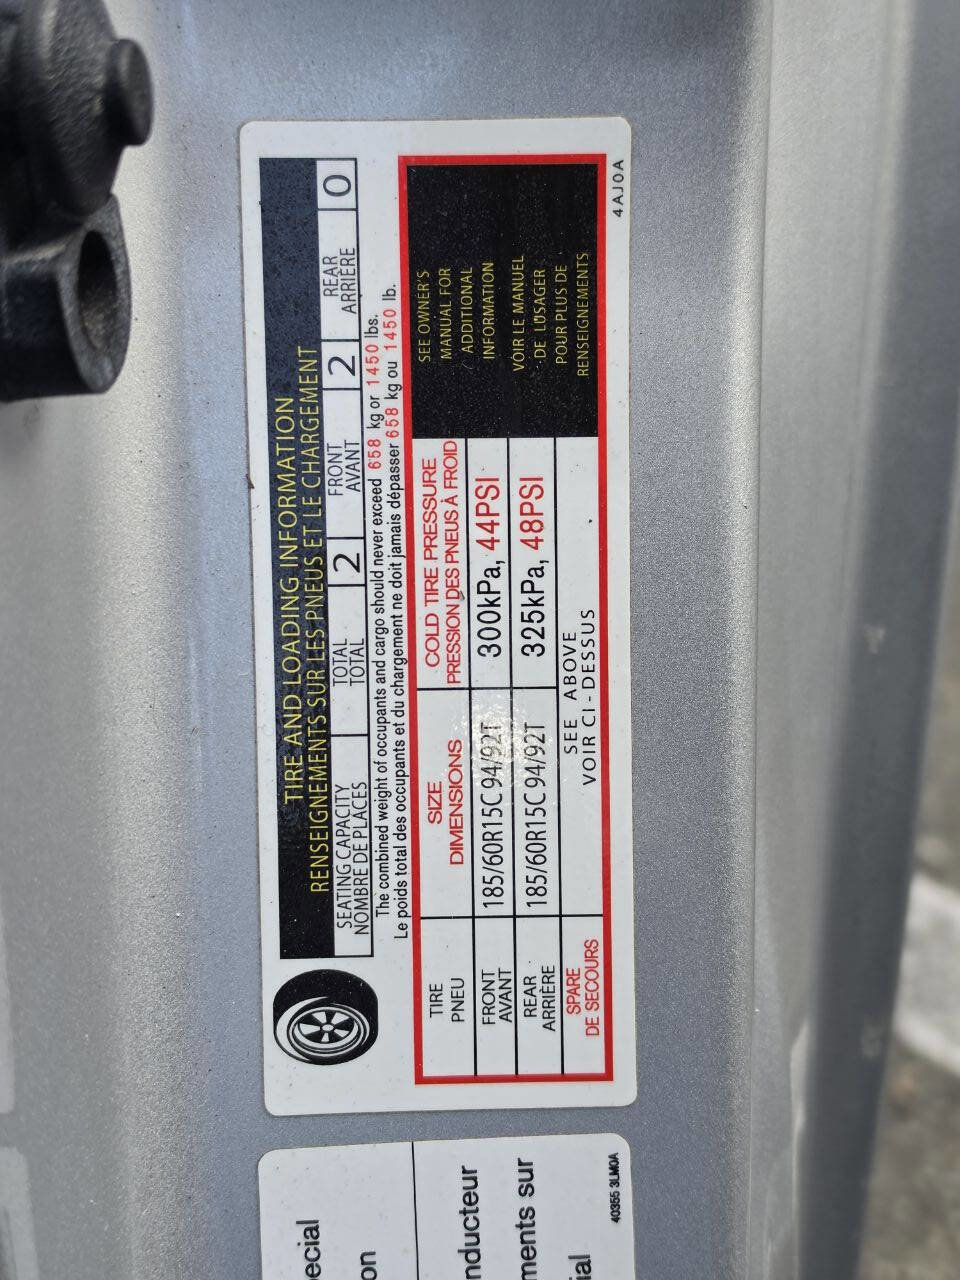 TIRE AND LOADING INFORMATION
RENSEIGNEMENTS SUR LES PNEUS ET LE CHARGEMENT
SEATING CAPACITY TOTAL 2 FRONT 2 REAR 0
NOMBRE DE PLACES TOTAL AVANT ARRIÈRE
The combined weight of occupants and cargo should never exceed 658 kg or 1450 lbs.
Le poids total des occupants et du chargement ne doit jamais dépasser 658 kg ou 1450 lb.
TIRE SIZE COLD TIRE PRESSURE
PNEU DIMENSIONS PRESSION DES PNEUS À FROID
FRONT
AVANT
185/60R15C 94/92T 300kPa, 44PSI
REAR
ARRIÈRE
185/60R15C 94/92T 325kPa, 48PSI
SPARE
DE SECOURS
SEE ABOVE
VOIR CI - DESSUS
SEE OWNER'S
MANUAL FOR
ADDITIONAL
INFORMATION
VOIR LE MANUEL
DE L'USAGER
POUR PLUS DE
RENSEIGNEMENTS
4AJ0A
pecial
on
nducteur
ments sur
ial
40355 3LM0A